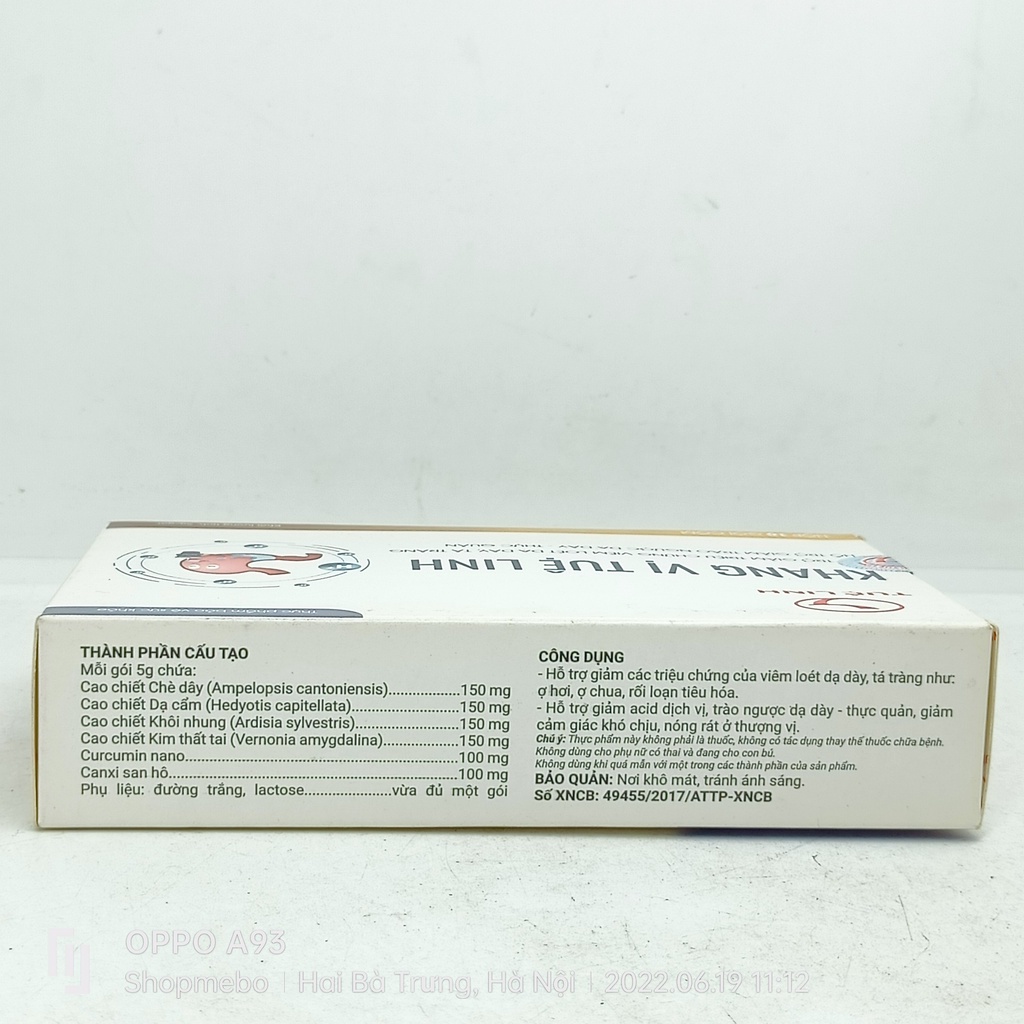 TUỆ LINH
KHANG VỊ TUỆ LINH
THÀNH PHẦN CẤU TẠO
Mỗi gói 5g chứa:
Cao chiết Chè dây (Ampelopsis cantoniensis)..................150 mg
Cao chiết Dạ cẩm (Hedyotis capitellata)...........................150 mg
Cao chiết Khôi nhung (Ardisia sylvestris)..........................150 mg
Cao chiết Kim thất tai (Vernonia amygdalina)...................150 mg
Curcumin nano.....................................................................100 mg
Canxi san hô.........................................................................100 mg
Phụ liệu: đường trắng, lactose......................vừa đủ một gói
CÔNG DỤNG
- Hỗ trợ giảm các triệu chứng của viêm loét dạ dày, tá tràng như:
ợ hơi, ợ chua, rối loạn tiêu hóa.
- Hỗ trợ giảm acid dịch vị, trào ngược dạ dày - thực quản, giảm
cảm giác khó chịu, nóng rát ở thượng vị.
Chú ý: Thực phẩm này không phải là thuốc, không có tác dụng thay thế thuốc chữa bệnh.
Không dùng cho phụ nữ có thai và đang cho con bú.
Không dùng khi quá mẫn với một trong các thành phần của sản phẩm.
BẢO QUẢN: Nơi khô mát, tránh ánh sáng.
Số XNCB: 49455/2017/ATTP-XNCB
OPPO A93
Shopmebo | Hai Bà Trưng, Hà Nội | 2022.06.19 11:12